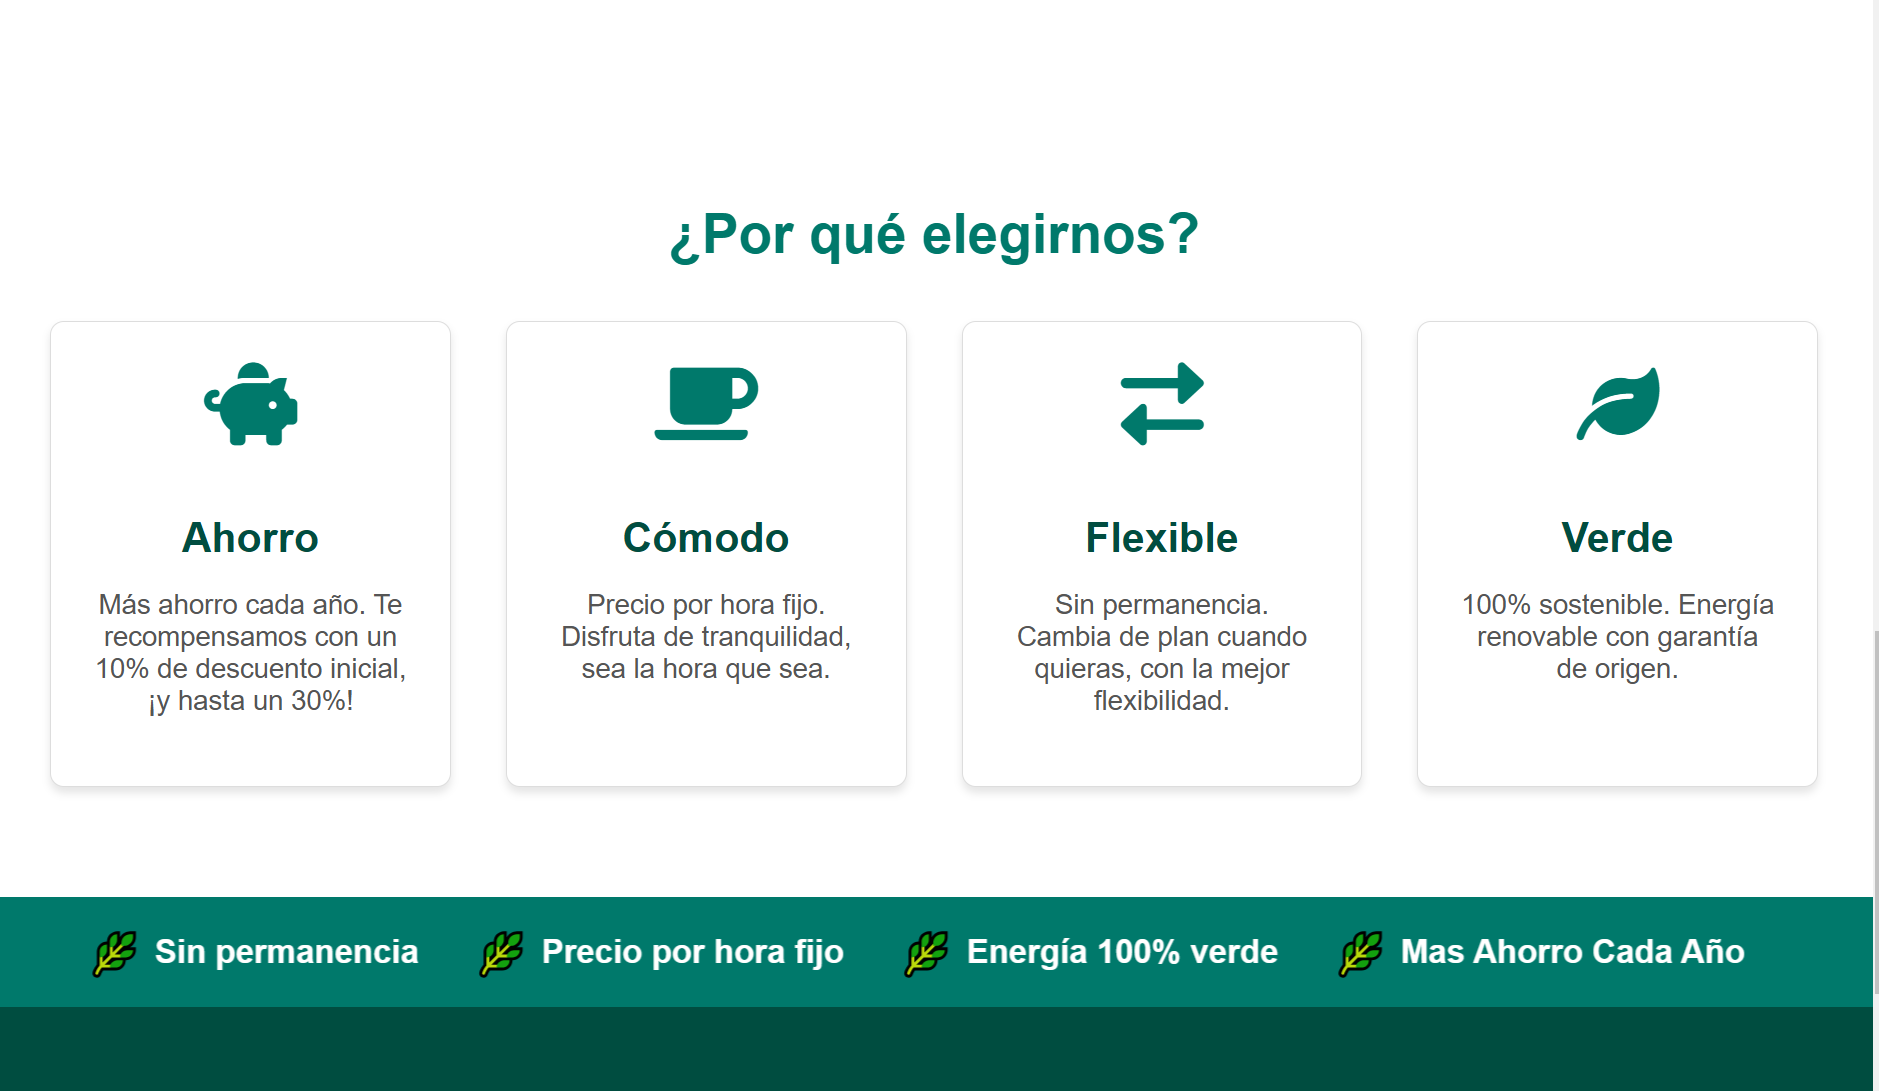 ¿Por qué elegirnos?
Ahorro
Más ahorro cada año. Te
recompensamos con un
10% de descuento inicial,
¡y hasta un 30%!
Cómodo
Precio por hora fijo.
Disfruta de tranquilidad,
sea la hora que sea.
Flexible
Sin permanencia.
Cambia de plan cuando
quieras, con la mejor
flexibilidad.
Verde
100% sostenible. Energía
renovable con garantía
de origen.
Sin permanencia
Precio por hora fijo
Energía 100% verde
Mas Ahorro Cada Año